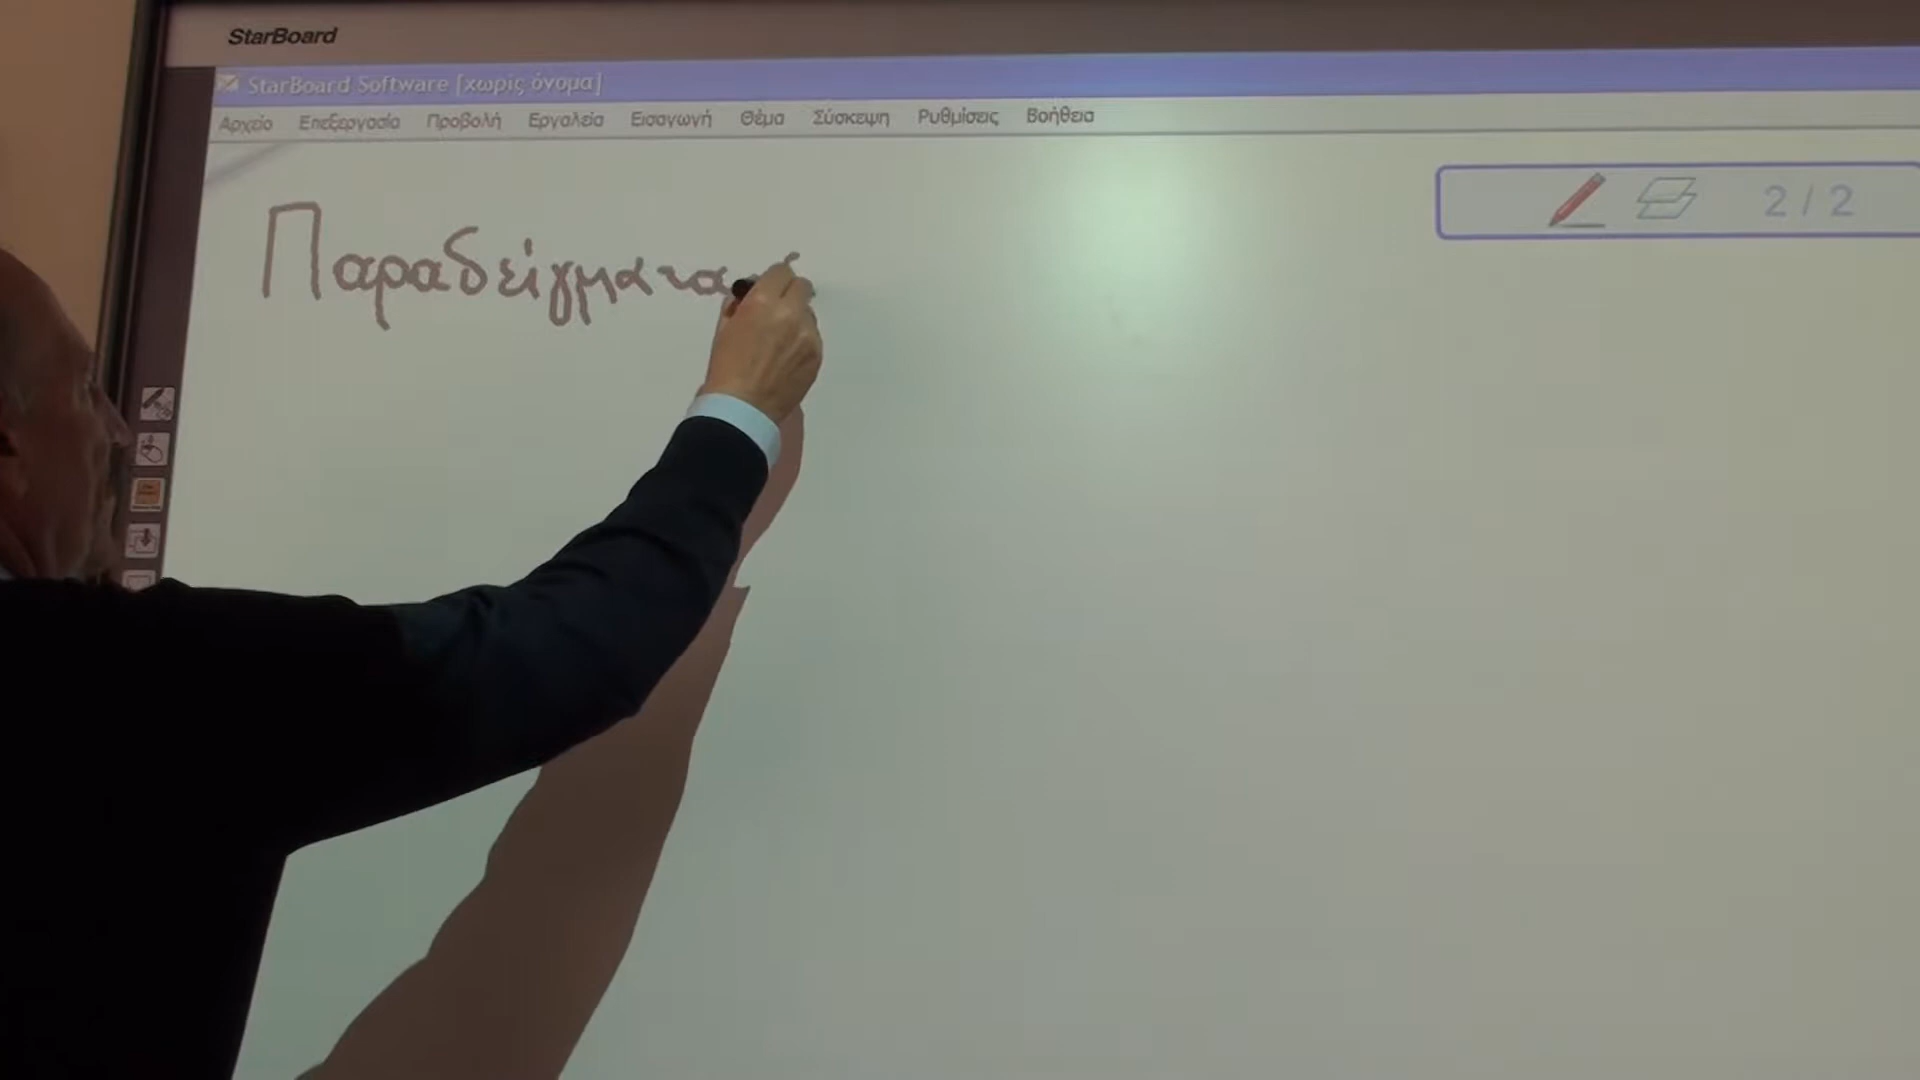 StarBoard
StarBoard Software [χωρίς όνομα]
Αρχείο Επεξεργασία Προβολή Εργαλεία Εισαγωγή Θέμα Σύσκεψη Ρυθμίσεις Βοήθεια
2 / 2
Παραδείγματα